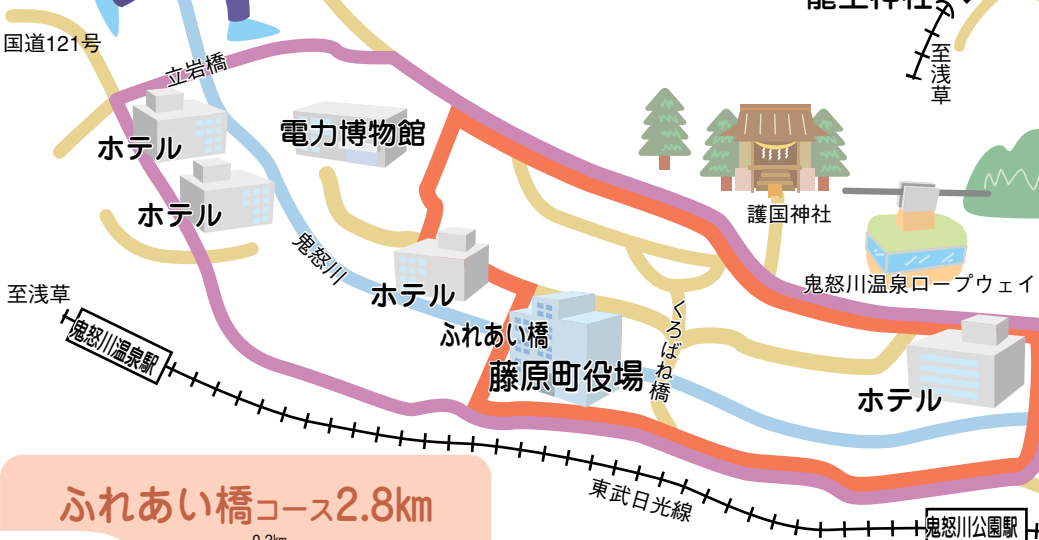 龍王神社
至浅草
国道121号
立岩橋
電力博物館
ホテル
ホテル
護国神社
鬼怒川
鬼怒川温泉ロープウェイ
ホテル
至浅草
鬼怒川温泉駅
ふれあい橋
くろばね橋
藤原町役場
ホテル
東武日光線
ふれあい橋コース2.8km
鬼怒川公園駅
0.2km